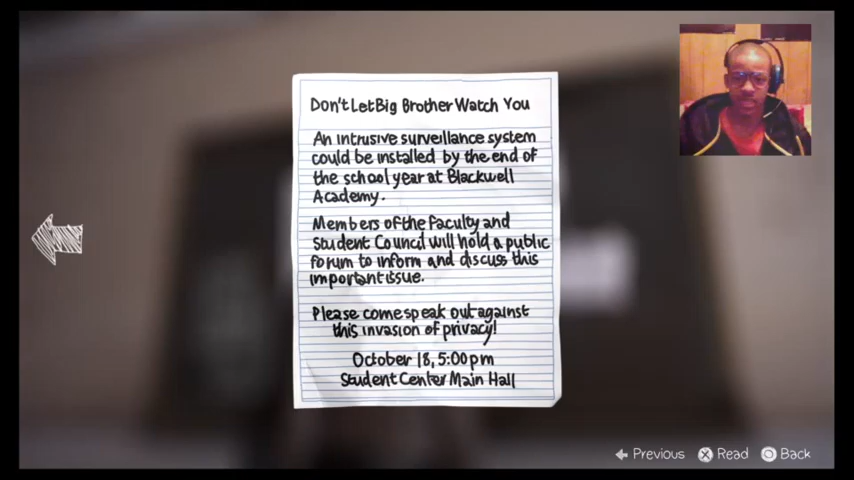 Don't Let Big Brother Watch You
An intrusive surveillance system
could be installed by the end of
the school year at Blackwell
Academy.
Members of the Faculty and
Student Council will hold a public
forum to inform and discuss this
important issue.
Please come speak out against
this invasion of privacy!
October 18, 5:00pm
Student Center Main Hall
Previous
Read
Back